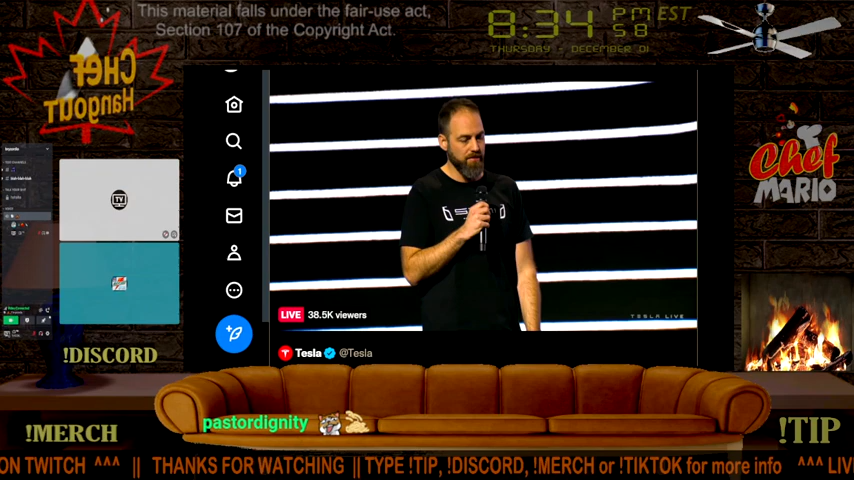 This material falls under the fair-use act,
Section 107 of the Copyright Act.
8:34 PM EST
58
THURSDAY - DECEMBER 01
CHEF
Hangout
Chef
MARIO
TV
1
LIVE 38.5K viewers
TESLA LIVE
Tesla @Tesla
!DISCORD
pastordignity
!MERCH
!TIP
ON TWITCH ^^^ || THANKS FOR WATCHING || TYPE !TIP, !DISCORD, !MERCH or !TIKTOK for more info ^^^ LIV